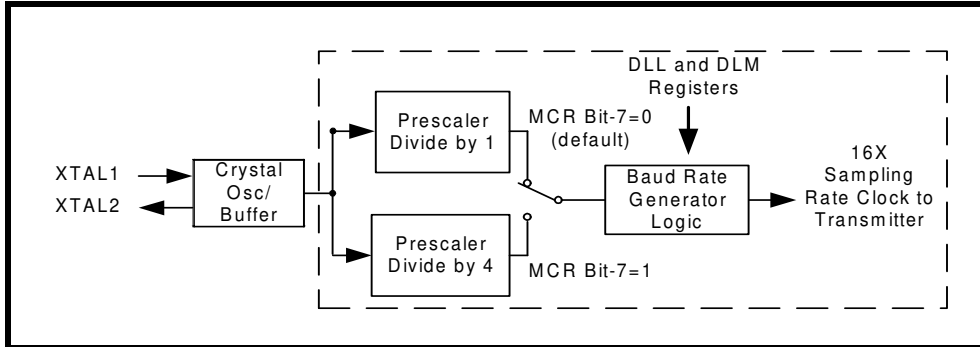 DLL and DLM
Registers
Prescaler
Divide by 1
MCR Bit-7=0
(default)
XTAL1
XTAL2
Crystal
Osc/
Buffer
Baud Rate
Generator
Logic
16X
Sampling
Rate Clock to
Transmitter
Prescaler
Divide by 4
MCR Bit-7=1